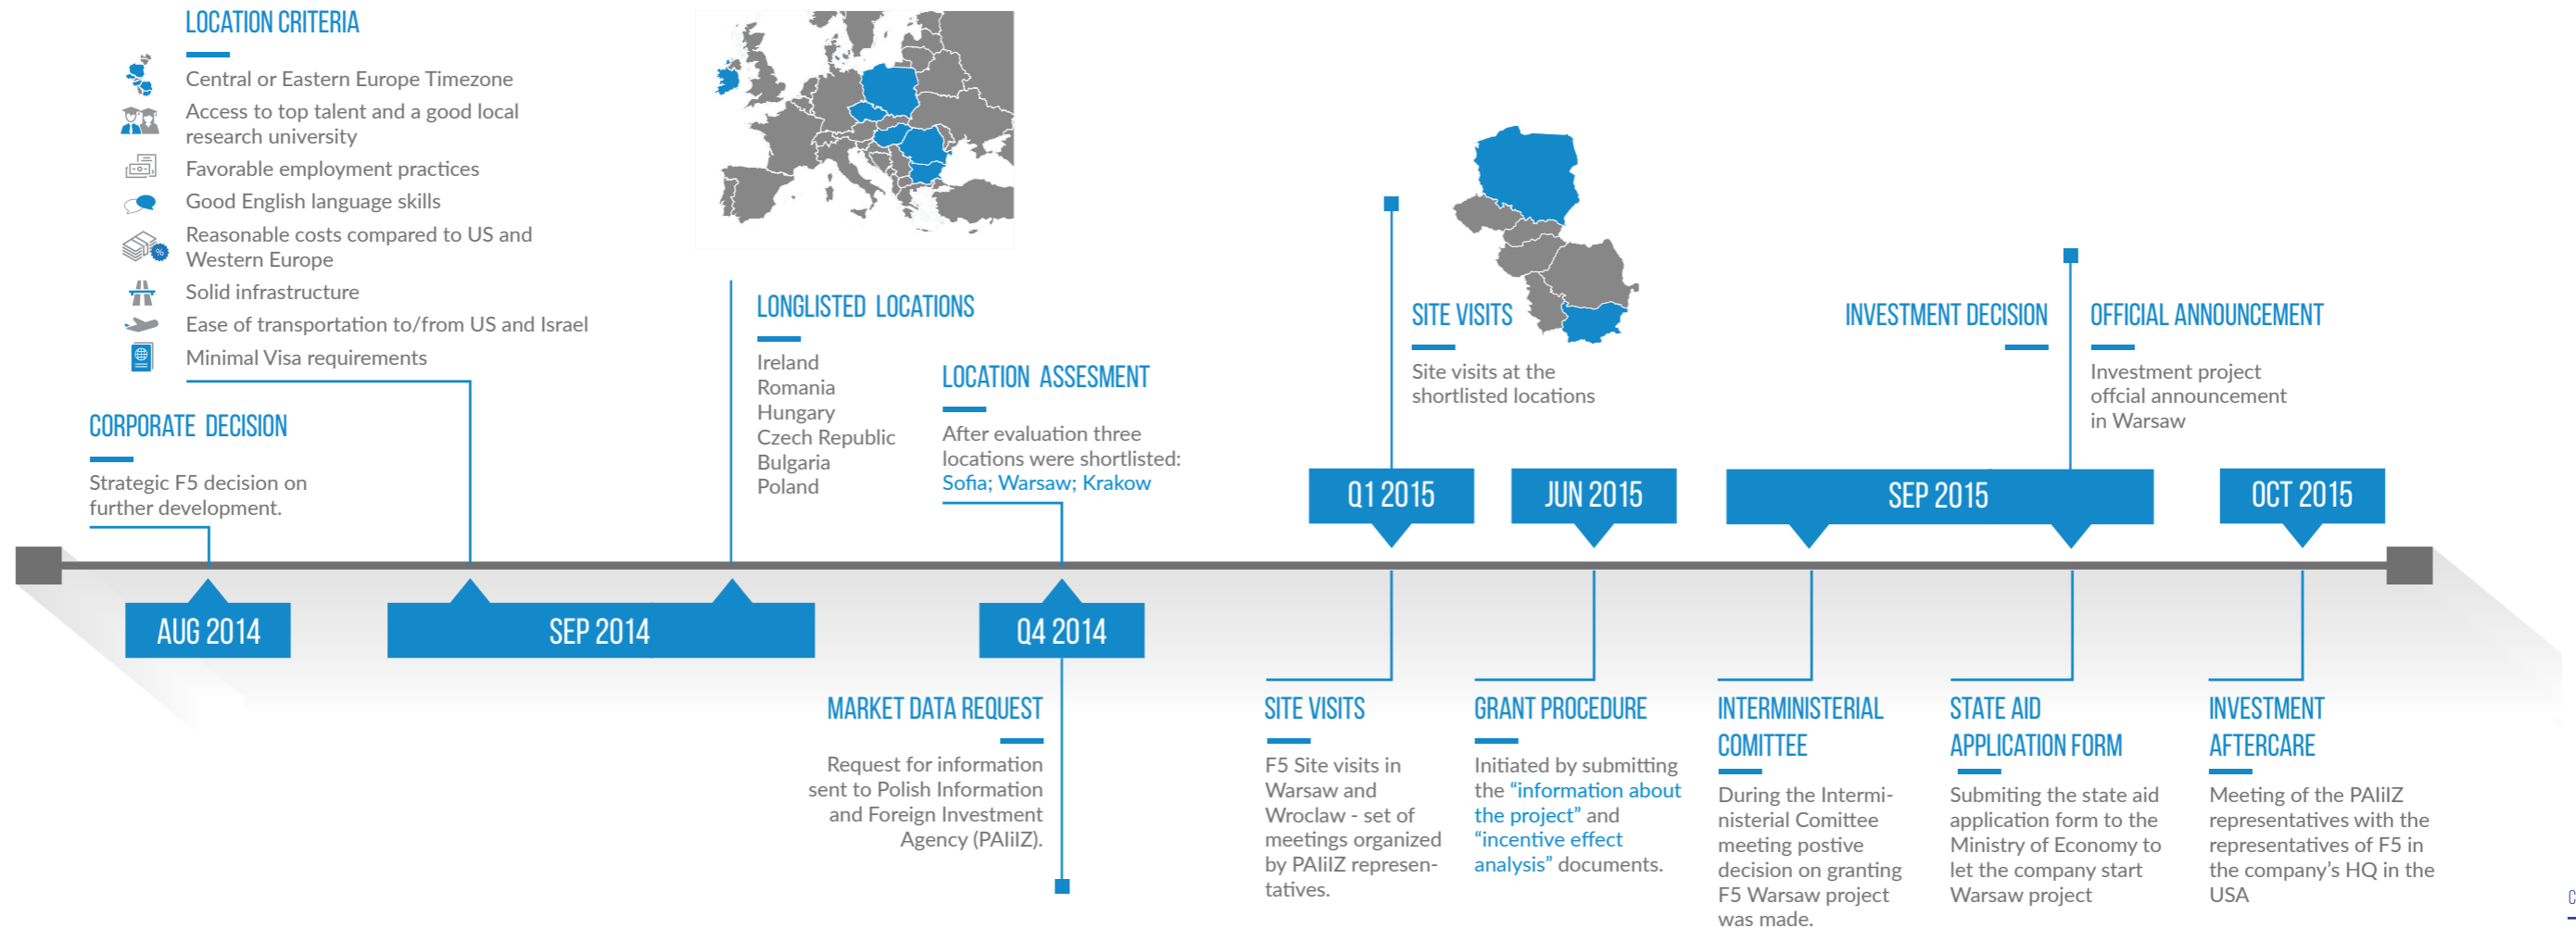 LOCATION CRITERIA
Central or Eastern Europe Timezone
Access to top talent and a good local
research university
Favorable employment practices
Good English language skills
Reasonable costs compared to US and
Western Europe
%
Solid infrastructure
Ease of transportation to/from US and Israel
Minimal Visa requirements
CORPORATE DECISION
Strategic F5 decision on
further development.
LONGLISTED LOCATIONS
Ireland
Romania
Hungary
Czech Republic
Bulgaria
Poland
LOCATION ASSESMENT
After evaluation three
locations were shortlisted:
Sofia; Warsaw; Krakow
SITE VISITS
Site visits at the
shortlisted locations
INVESTMENT DECISION
OFFICIAL ANNOUNCEMENT
Investment project
offcial announcement
in Warsaw
AUG 2014
SEP 2014
Q4 2014
Q1 2015
JUN 2015
SEP 2015
OCT 2015
MARKET DATA REQUEST
Request for information
sent to Polish Information
and Foreign Investment
Agency (PAIiIZ).
SITE VISITS
F5 Site visits in
Warsaw and
Wroclaw - set of
meetings organized
by PAIiIZ represen-
tatives.
GRANT PROCEDURE
Initiated by submitting
the “information about
the project” and
“incentive effect
analysis” documents.
INTERMINISTERIAL
COMITTEE
During the Intermi-
nisterial Comittee
meeting postive
decision on granting
F5 Warsaw project
was made.
STATE AID
APPLICATION FORM
Submiting the state aid
application form to the
Ministry of Economy to
let the company start
Warsaw project
INVESTMENT
AFTERCARE
Meeting of the PAIiIZ
representatives with the
representatives of F5 in
the company’s HQ in the
USA